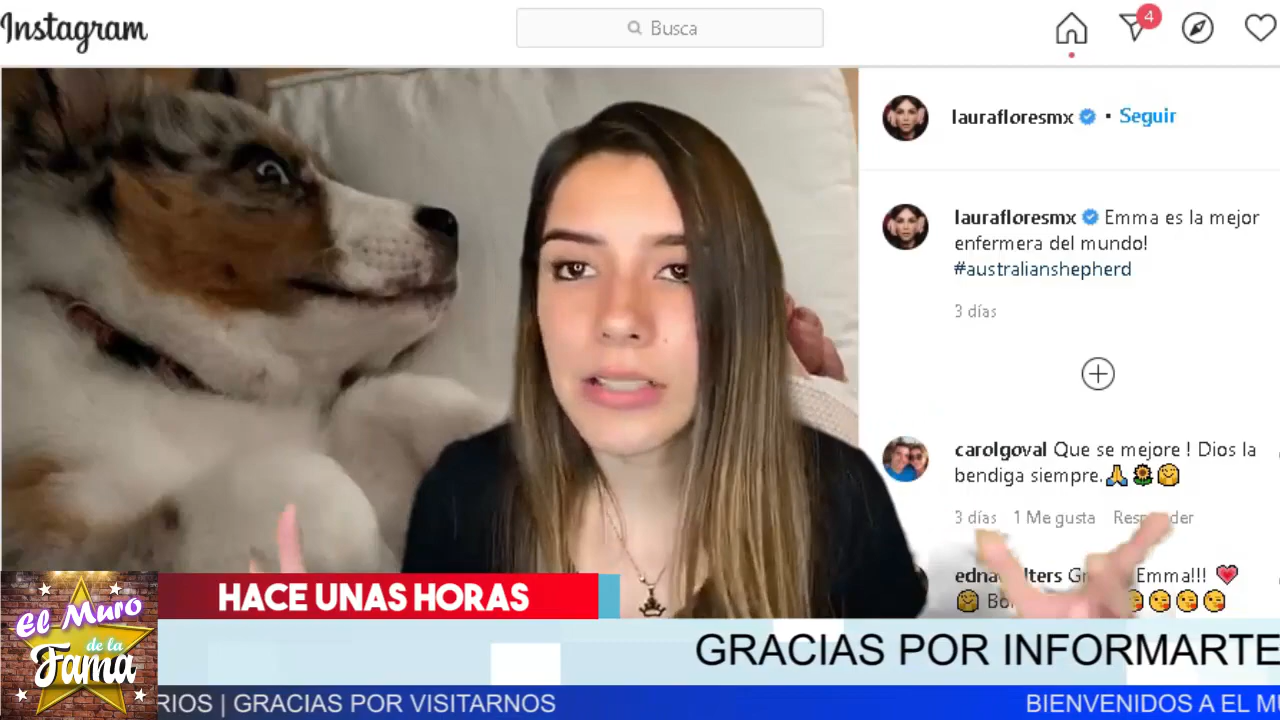 Instagram
Busca
4
laurafloresmx • Seguir
laurafloresmx Emma es la mejor
enfermera del mundo!
#australianshepherd
3 días
carolgoval Que se mejore ! Dios la
bendiga siempre.🙏🌻🤗
3 días 1 Me gusta
Emma!!! ❤️
HACE UNAS HORAS
El Muro
de la
Fama
GRACIAS POR INFORMARTE
RIOS | GRACIAS POR VISITARNOS
BIENVENIDOS A EL